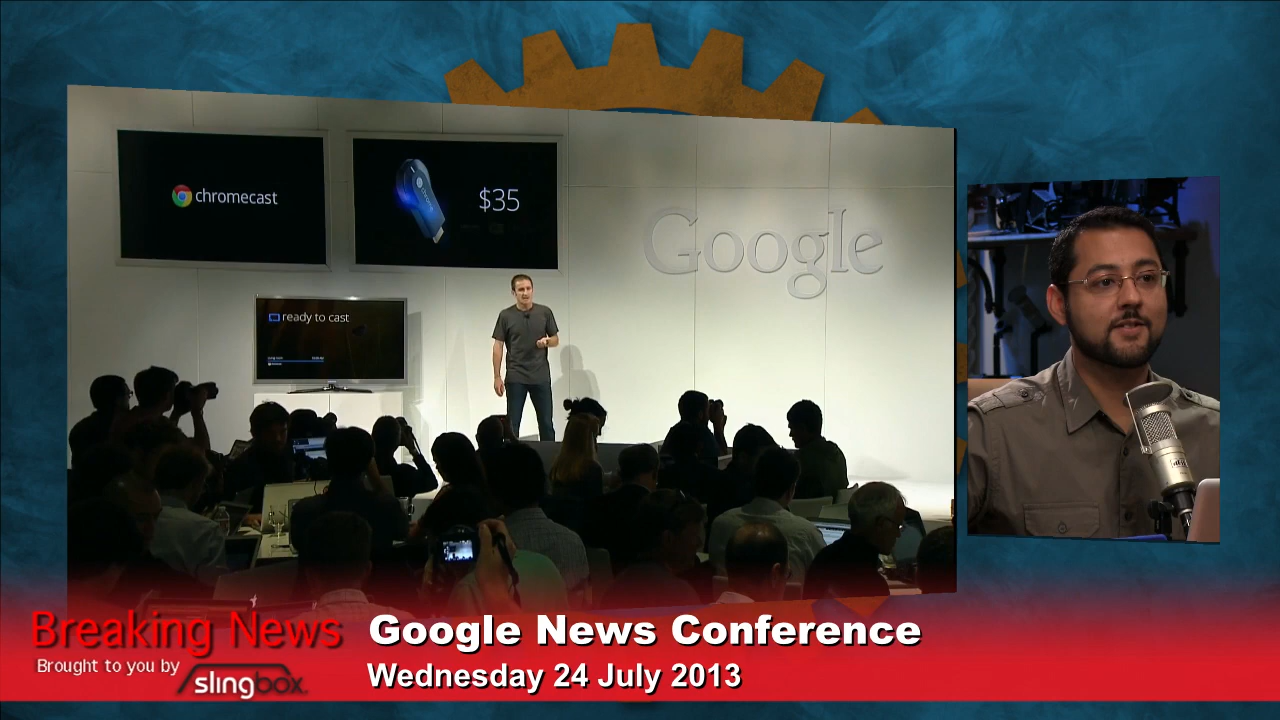 chromecast
$35
Google
ready to cast
Breaking News
Google News Conference
Brought to you by
slingbox.
Wednesday 24 July 2013